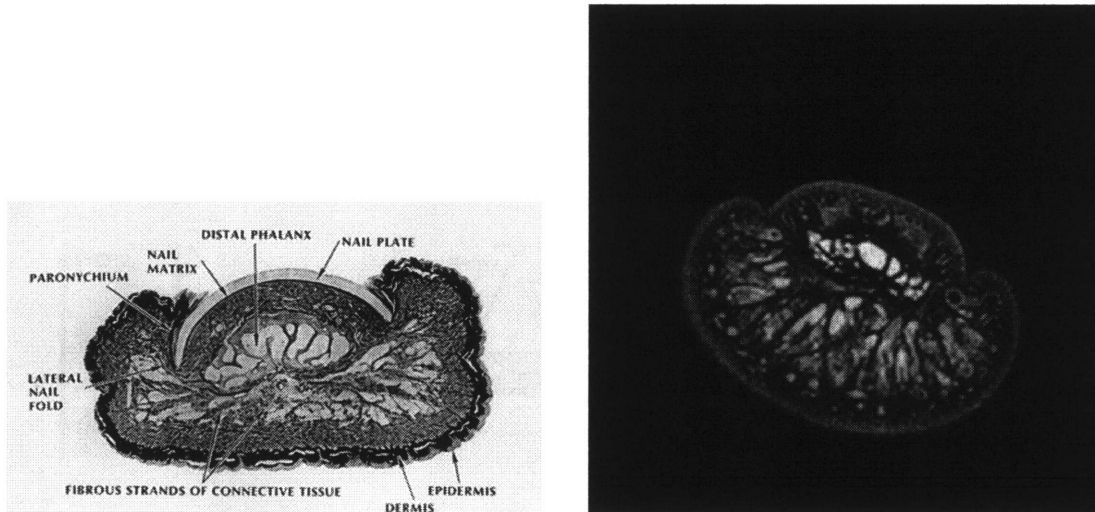 DISTAL PHALANX
NAIL PLATE
NAIL
MATRIX
PARONYCHIUM
LATERAL
NAIL
FOLD
FIBROUS STRANDS OF CONNECTIVE TISSUE
EPIDERMIS
DERMIS